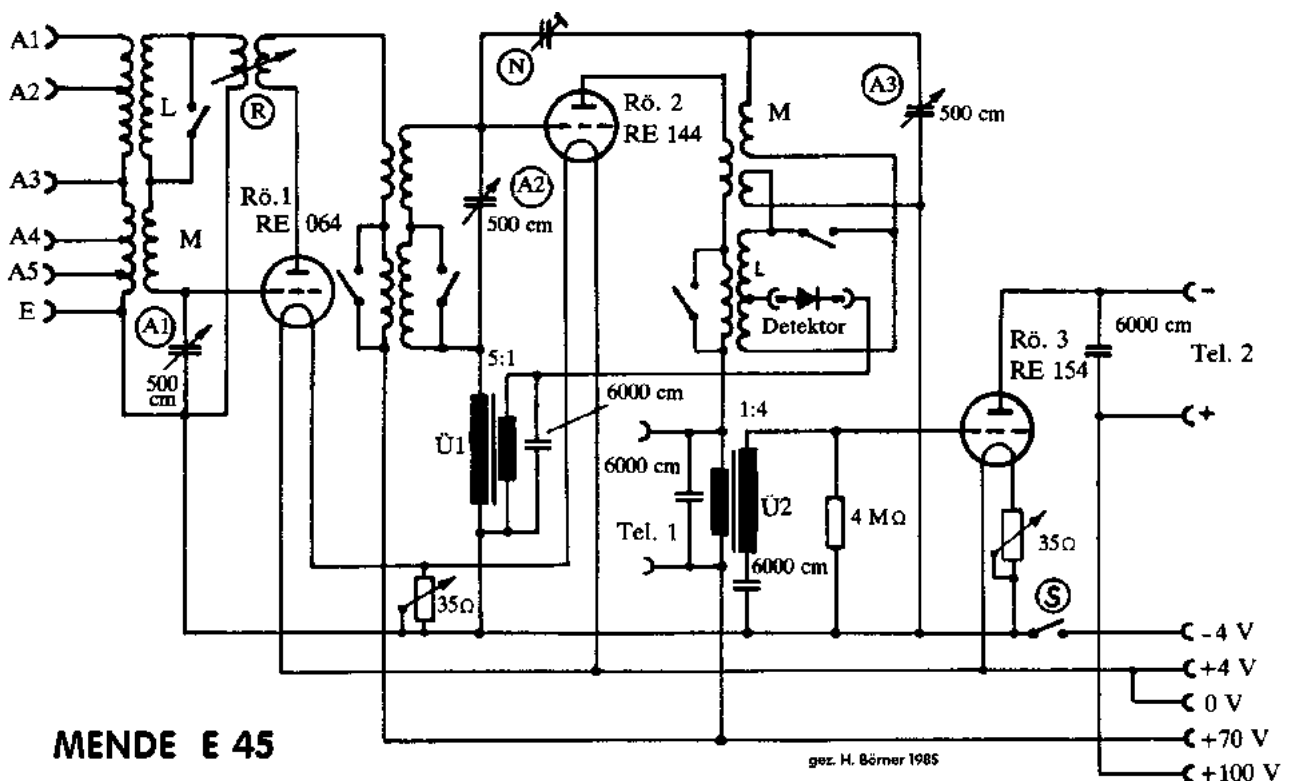 A1
A2
A3
A4
A5
E
L
M
R
A1
500
cm
Rö.1
RE 064
N
Rö. 2
RE 144
A2
500 cm
M
A3
500 cm
L
Detektor
5:1
6000 cm
Ü1
35Ω
6000 cm
Tel. 1
1:4
Ü2
6000 cm
4 MΩ
Rö. 3
RE 154
6000 cm
-
Tel. 2
+
35Ω
S
-4 V
+4 V
0 V
+70 V
+100 V
MENDE E 45
gez. H. Börner 1985